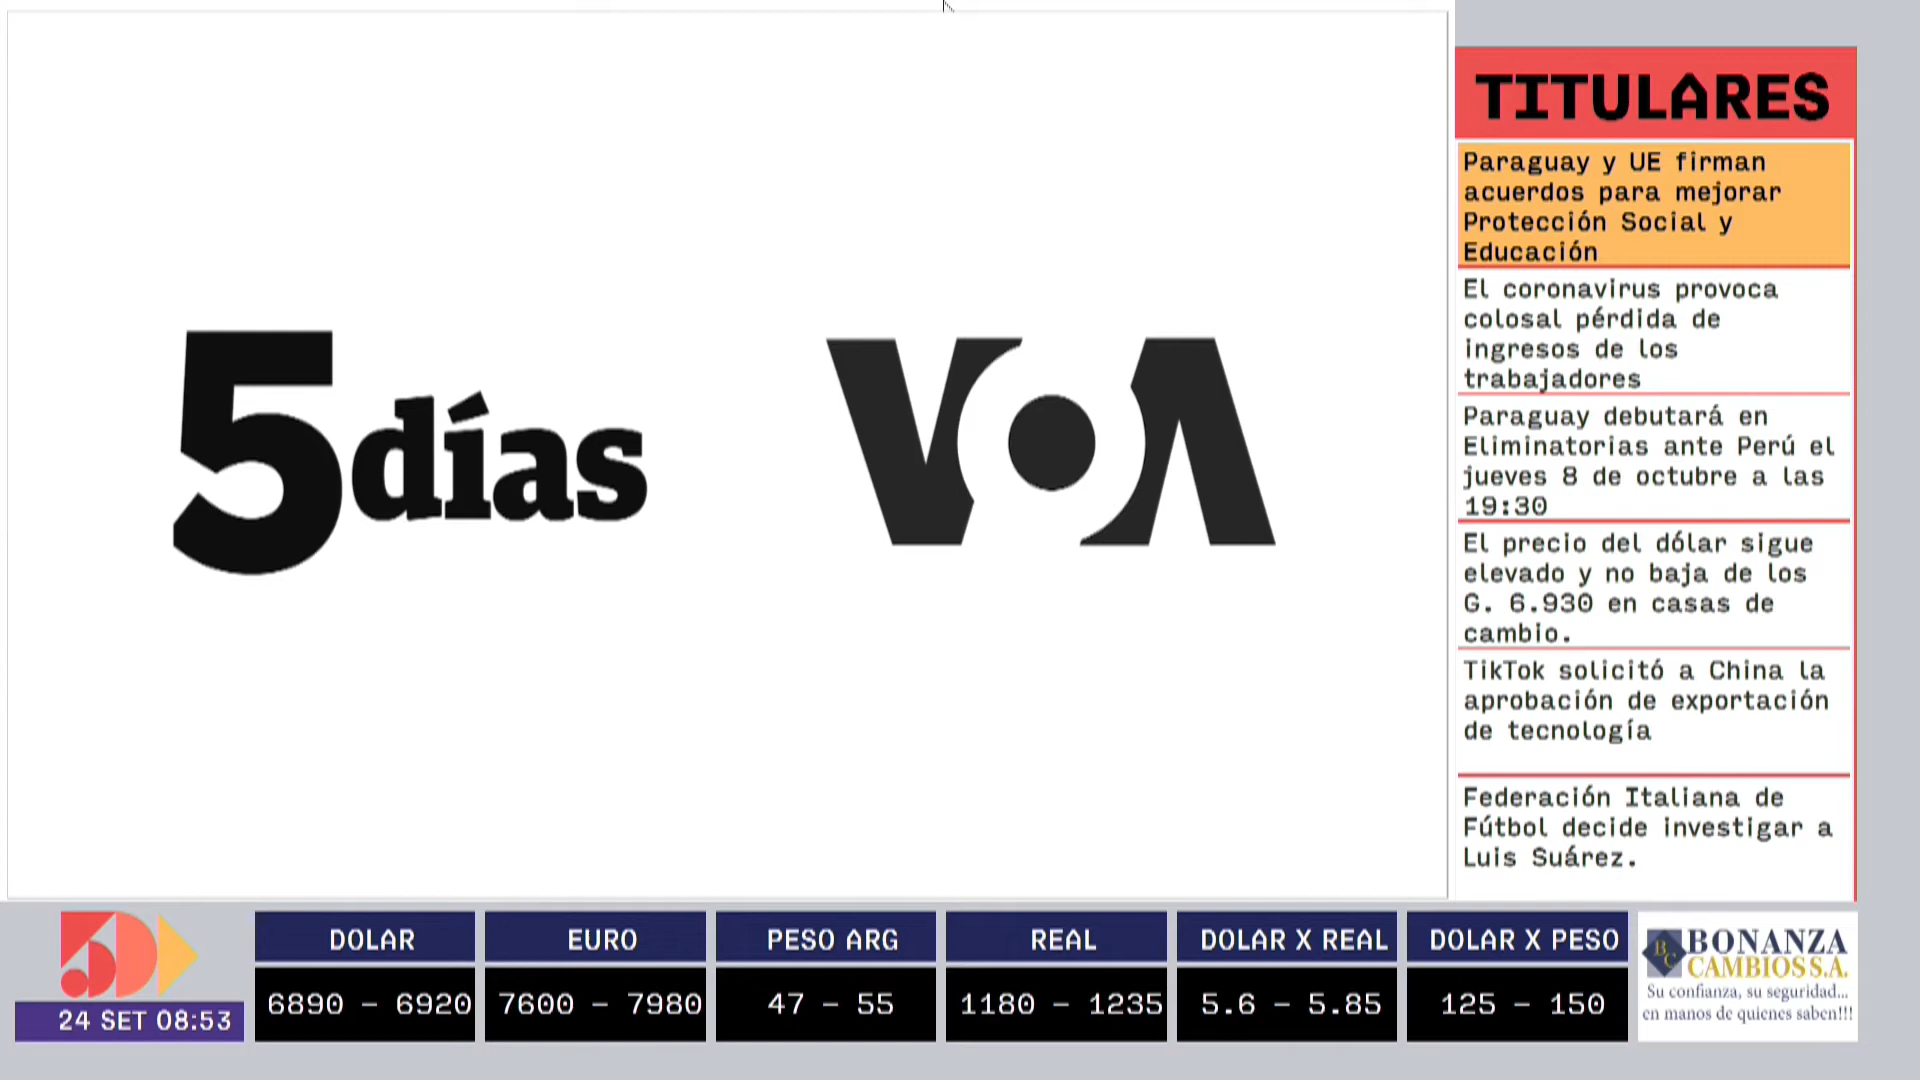 5días
VOA
TITULARES
Paraguay y UE firman
acuerdos para mejorar
Protección Social y
Educación
El coronavirus provoca
colosal pérdida de
ingresos de los
trabajadores
Paraguay debutará en
Eliminatorias ante Perú el
jueves 8 de octubre a las
19:30
El precio del dólar sigue
elevado y no baja de los
G. 6.930 en casas de
cambio.
TikTok solicitó a China la
aprobación de exportación
de tecnología
Federación Italiana de
Fútbol decide investigar a
Luis Suárez.
5D
24 SET 08:53
DOLAR
6890 - 6920
EURO
7600 - 7980
PESO ARG
47 - 55
REAL
1180 - 1235
DOLAR X REAL
5.6 - 5.85
DOLAR X PESO
125 - 150
BC
BONANZA
CAMBIOS S.A.
Su confianza, su seguridad...
en manos de quienes saben!!!